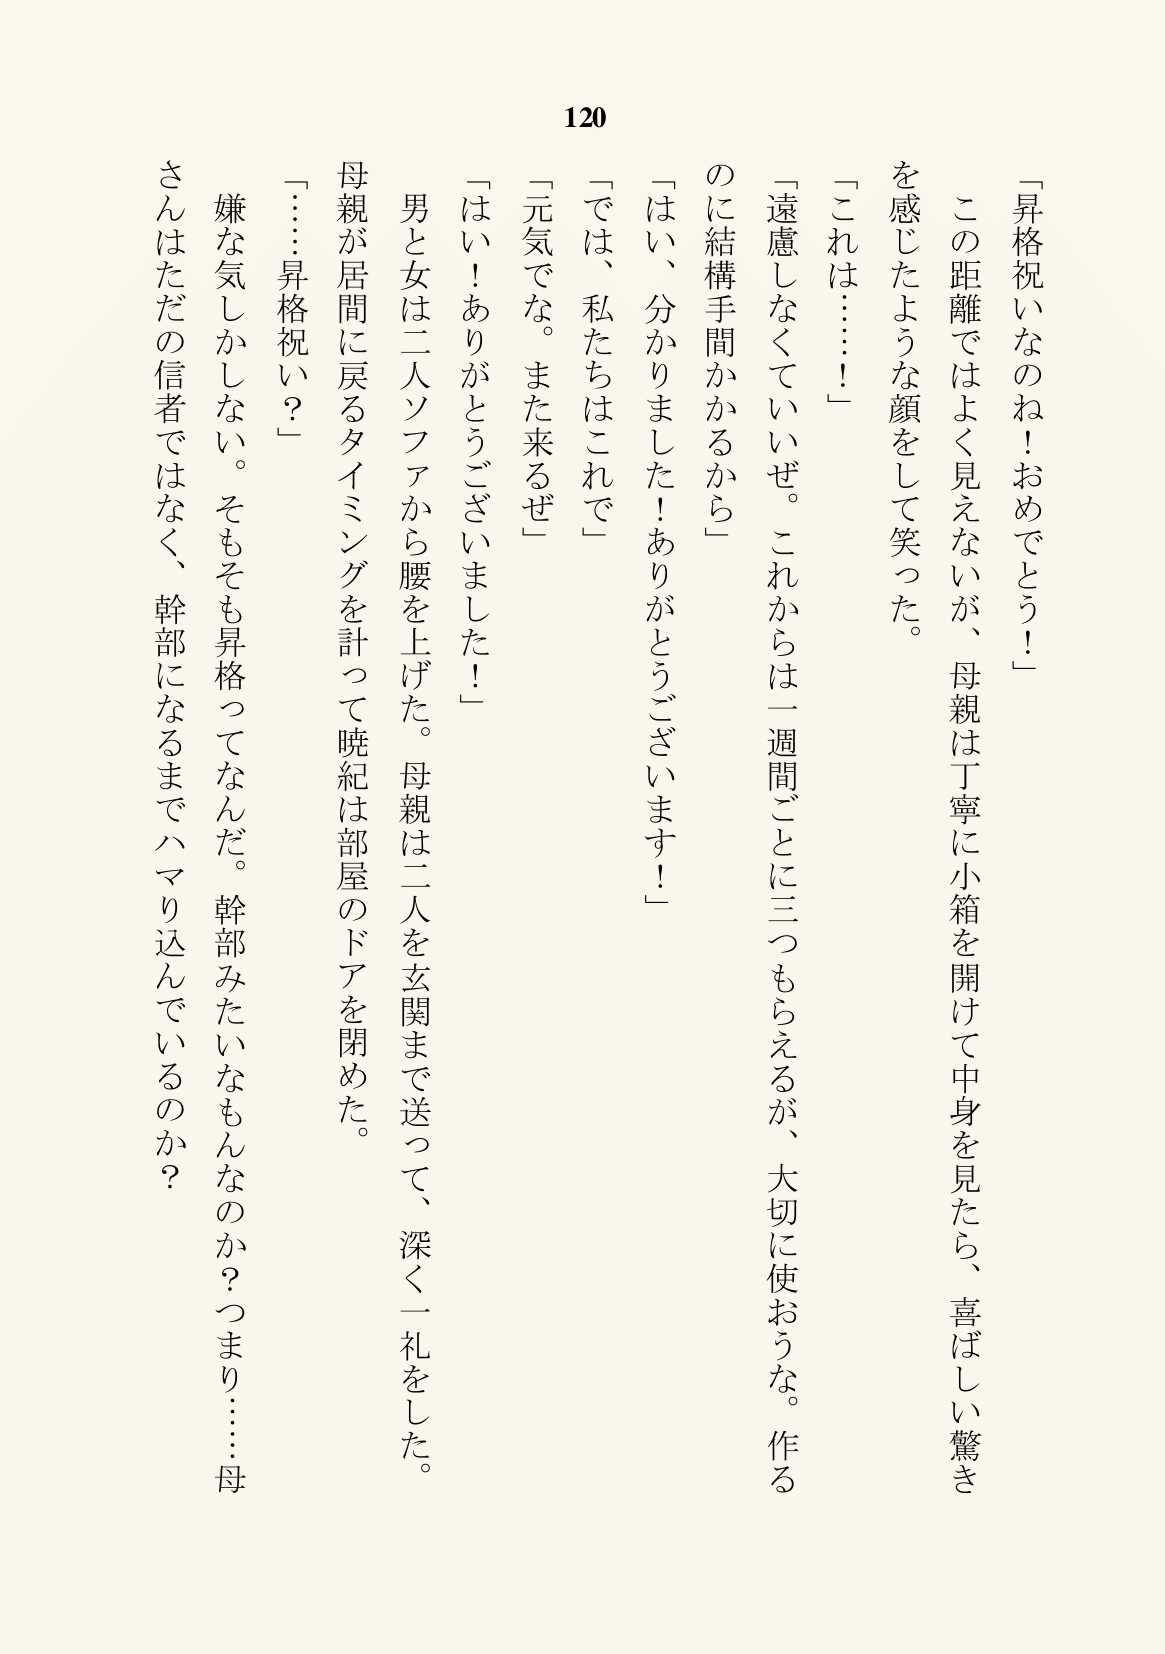 120
「昇格祝いなのね！おめでとう！」
この距離ではよく見えないが、母親は丁寧に小箱を開けて中身を見たら、喜ばしい驚き
を感じたような顔をして笑った。
「これは……！」
「遠慮しなくていいぜ。これからは一週間ごとに三つもらえるが、大切に使おうな。作る
のに結構手間かかるから」
「はい、分かりました！ありがとうございます！」
「では、私たちはこれで」
「元気でな。また来るぜ」
「はい！ありがとうございました！」
男と女は二人ソファから腰を上げた。母親は二人を玄関まで送って、深く一礼をした。
母親が居間に戻るタイミングを計って暁紀は部屋のドアを閉めた。
「……昇格祝い？」
嫌な気しかしない。そもそも昇格ってなんだ。幹部みたいなもんなのか？つまり……母
さんはただの信者ではなく、幹部になるまでハマり込んでいるのか？